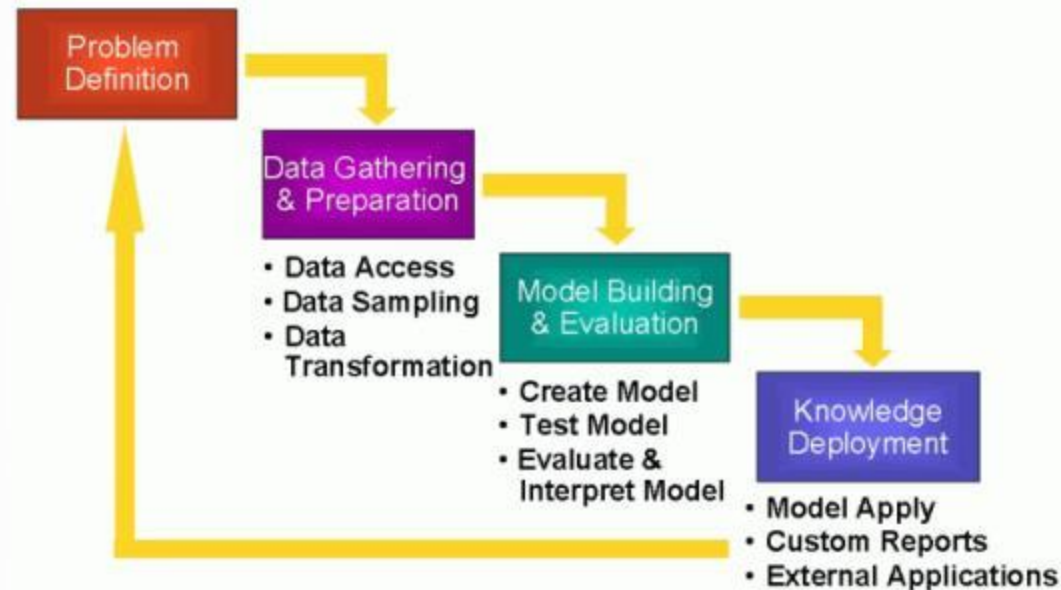 Problem
Definition
Data Gathering
& Preparation
• Data Access
• Data Sampling
• Data
Transformation
Model Building
& Evaluation
• Create Model
• Test Model
• Evaluate &
Interpret Model
Knowledge
Deployment
• Model Apply
• Custom Reports
• External Applications